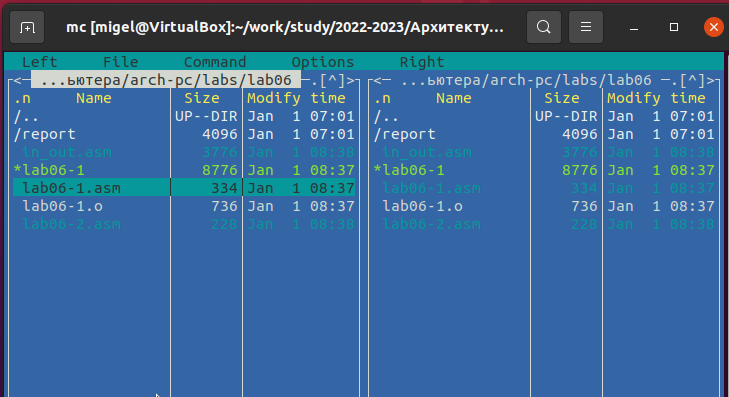 mc [migel@VirtualBox]:~/work/study/2022-2023/Архитекту...
Left File Command Options Right
<─ ...ьютера/arch-pc/labs/lab06 ─.[^]> <─ ...ьютера/arch-pc/labs/lab06 ─.[^]>
.n Name Size Modify time .n Name Size Modify time
/.. UP--DIR Jan 1 07:01 /.. UP--DIR Jan 1 07:01
/report 4096 Jan 1 07:01 /report 4096 Jan 1 07:01
in_out.asm 3776 Jan 1 08:38 in_out.asm 3776 Jan 1 08:38
*lab06-1 8776 Jan 1 08:37 *lab06-1 8776 Jan 1 08:37
lab06-1.asm 334 Jan 1 08:37 lab06-1.asm 334 Jan 1 08:37
lab06-1.o 736 Jan 1 08:37 lab06-1.o 736 Jan 1 08:37
lab06-2.asm 228 Jan 1 08:38 lab06-2.asm 228 Jan 1 08:38